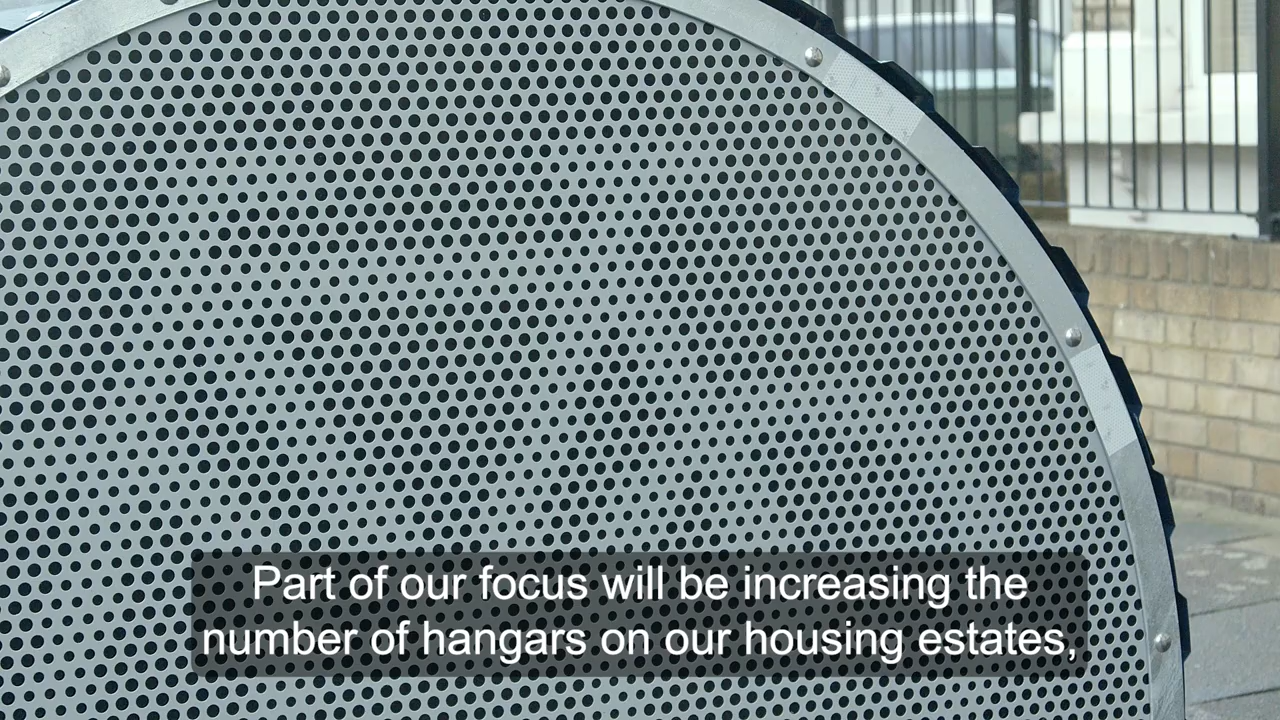 Part of our focus will be increasing the
number of hangars on our housing estates,